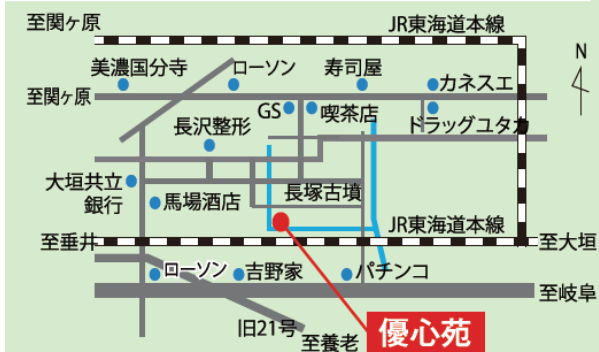 至関ヶ原
JR東海道本線
美濃国分寺
ローソン
寿司屋
カネスエ
N
至関ヶ原
GS
喫茶店
ドラッグユタカ
長沢整形
大垣共立
銀行
馬場酒店
長塚古墳
JR東海道本線
至垂井
至大垣
ローソン
吉野家
パチンコ
至岐阜
旧21号
至養老
優心苑